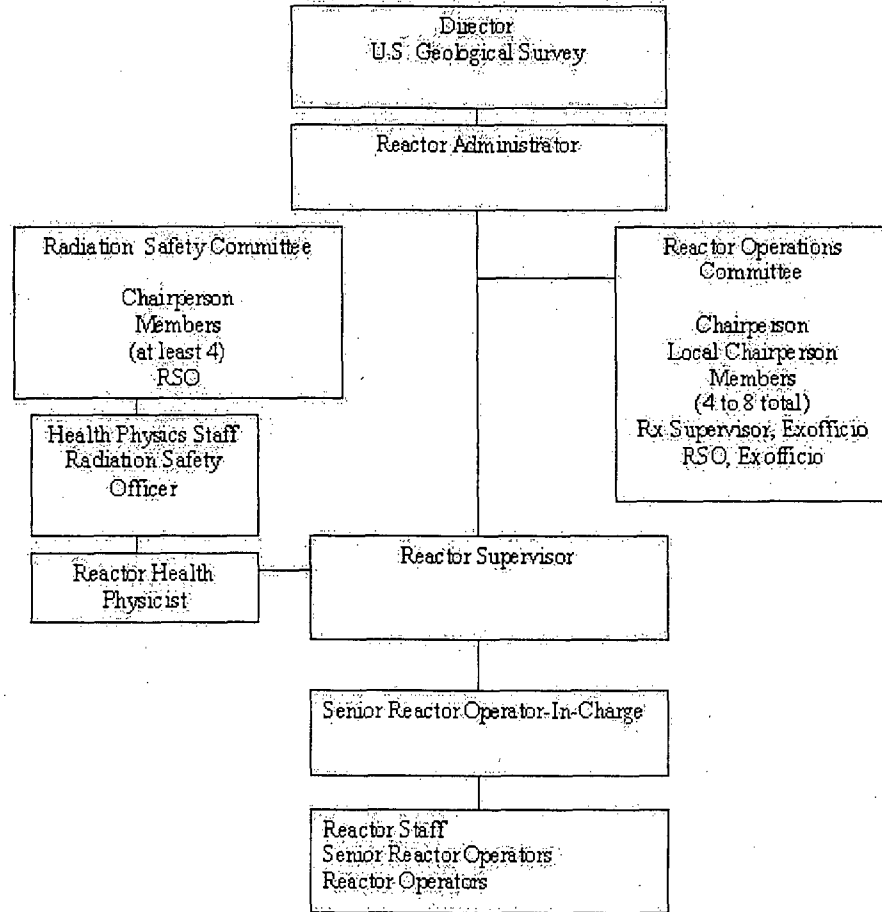 Director
U.S. Geological Survey
Reactor Administrator
Radiation Safety Committee
Chairperson
Members
(at least 4)
RSO
Reactor Operations
Committee
Chairperson
Local Chairperson
Members
(4 to 8 total)
Rx Supervisor, Exofficio
RSO, Exofficio
Health Physics Staff
Radiation Safety
Officer
Reactor Health
Physicist
Reactor Supervisor
Senior Reactor Operator-In-Charge
Reactor Staff
Senior Reactor Operators
Reactor Operators